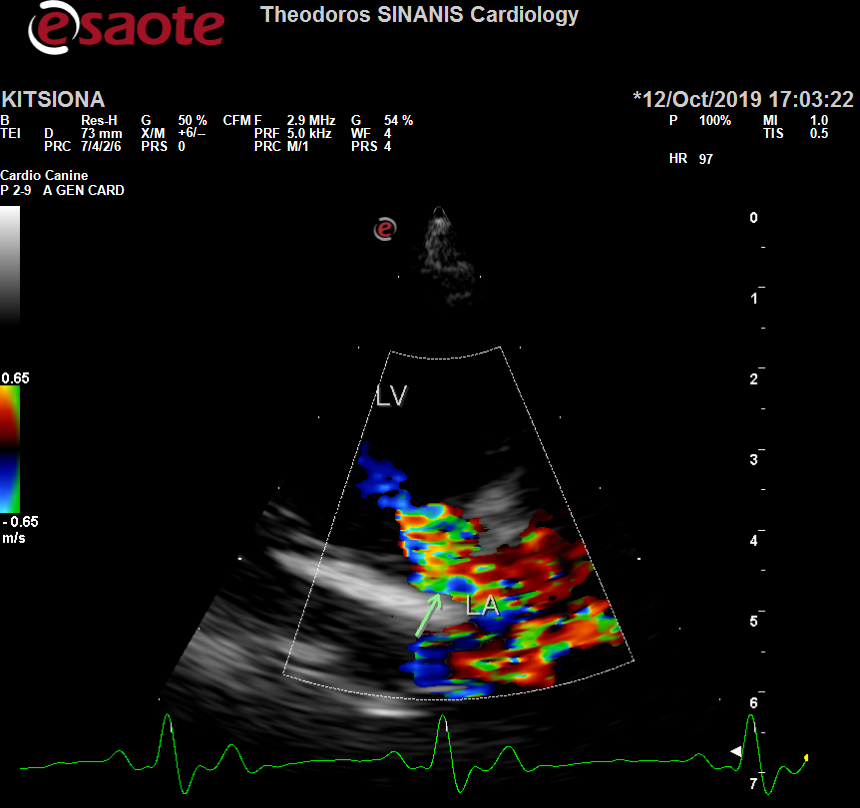 esaote
Theodoros SINANIS Cardiology
KITSIONA
*12/Oct/2019 17:03:22
B Res-H G 50 % CFM F 2.9 MHz G 54 % P 100% MI 1.0
TEI D 73 mm X/M +6/-- PRF 5.0 kHz WF 4 TIS 0.5
PRC 7/4/2/6 PRS 0 PRC M/1 PRS 4
HR 97
Cardio Canine
P 2-9 A GEN CARD
e
0
1
2
0.65
LV
3
- 0.65
m/s
4
LA
5
6
7